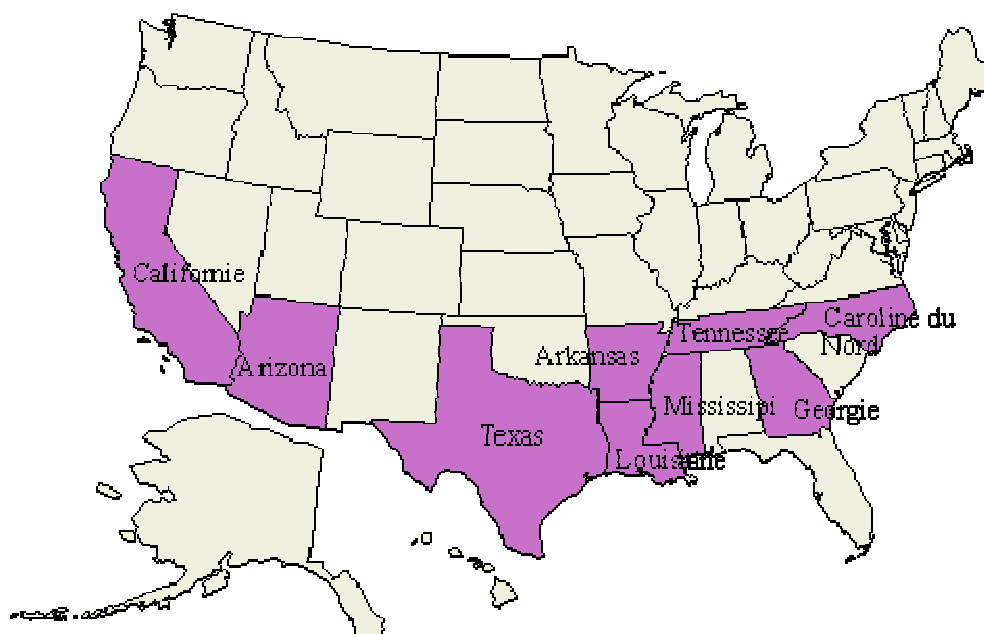 Californie
Arizona
Texas
Arkansas
Tennessee
Caroline du
Nord
Mississipi
Georgie
Louisiane